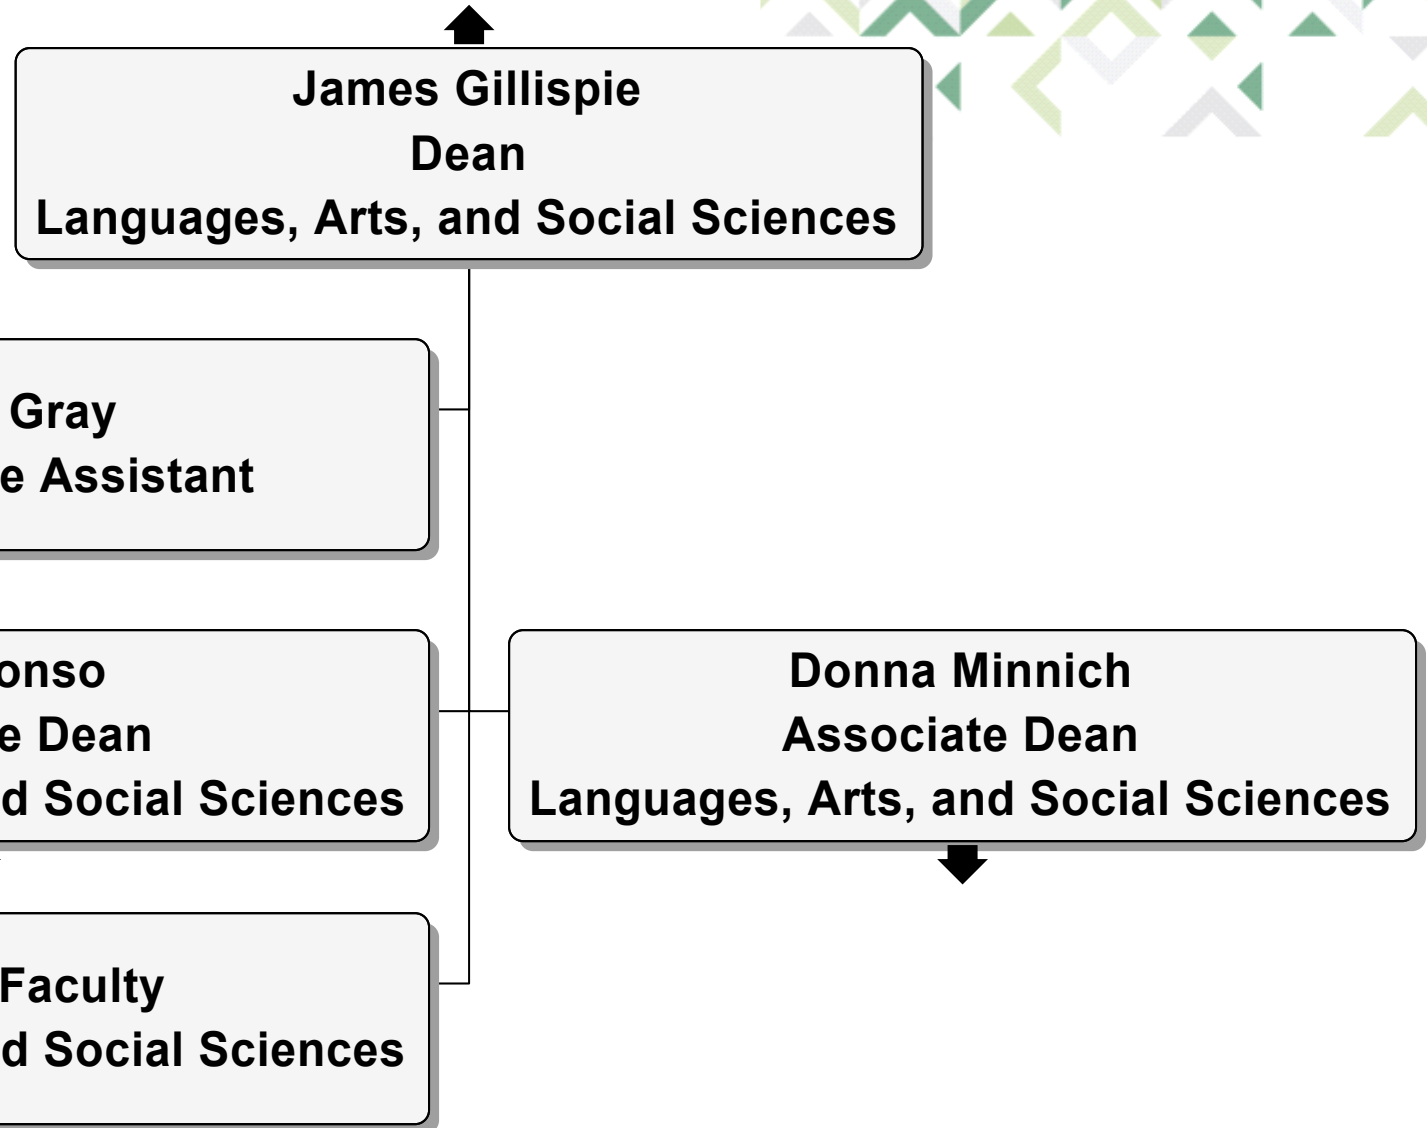 James Gillispie
Dean
Languages, Arts, and Social Sciences
Gray
e Assistant
onso
e Dean
d Social Sciences
Donna Minnich
Associate Dean
Languages, Arts, and Social Sciences
Faculty
d Social Sciences